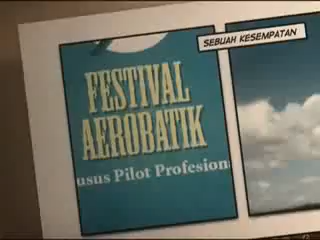 SEBUAH KESEMPATAN
FESTIVAL
AEROBATIK
usus Pilot Profesion